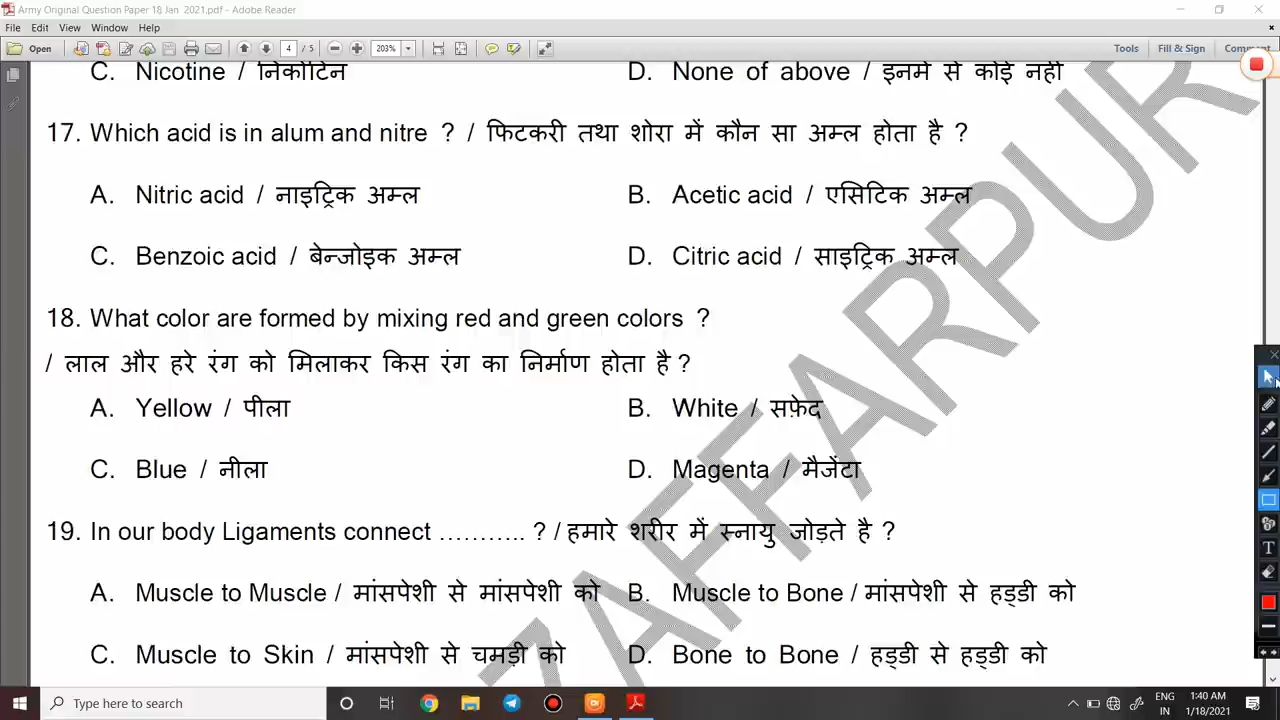 Army Original Question Paper 18 Jan 2021.pdf - Adobe Reader
File Edit View Window Help
Open 4 / 5 203% Tools Fill & Sign Comment
C. Nicotine / निकोटिन D. None of above / इनमे से कोई नही
17. Which acid is in alum and nitre ? / फिटकरी तथा शोरा में कौन सा अम्ल होता है ?
A. Nitric acid / नाइट्रिक अम्ल B. Acetic acid / एसिटिक अम्ल
C. Benzoic acid / बेन्जोइक अम्ल D. Citric acid / साइट्रिक अम्ल
18. What color are formed by mixing red and green colors ?
/ लाल और हरे रंग को मिलाकर किस रंग का निर्माण होता है ?
A. Yellow / पीला B. White / सफ़ेद
C. Blue / नीला D. Magenta / मैजेंटा
19. In our body Ligaments connect ……….. ? / हमारे शरीर में स्नायु जोड़ते है ?
A. Muscle to Muscle / मांसपेशी से मांसपेशी को B. Muscle to Bone / मांसपेशी से हड्डी को
C. Muscle to Skin / मांसपेशी से चमड़ी को D. Bone to Bone / हड्डी से हड्डी को
ZAFFARPUR
Type here to search ENG 1:40 AM
IN 1/18/2021